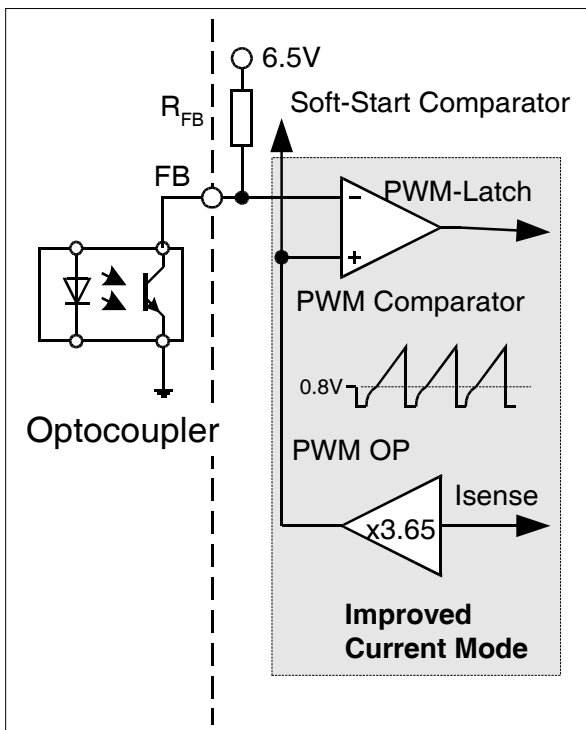 6.5V
R_FB
Soft-Start Comparator
FB
PWM-Latch
−
+
PWM Comparator
0.8V
Optocoupler
PWM OP
Isense
x3.65
Improved
Current Mode